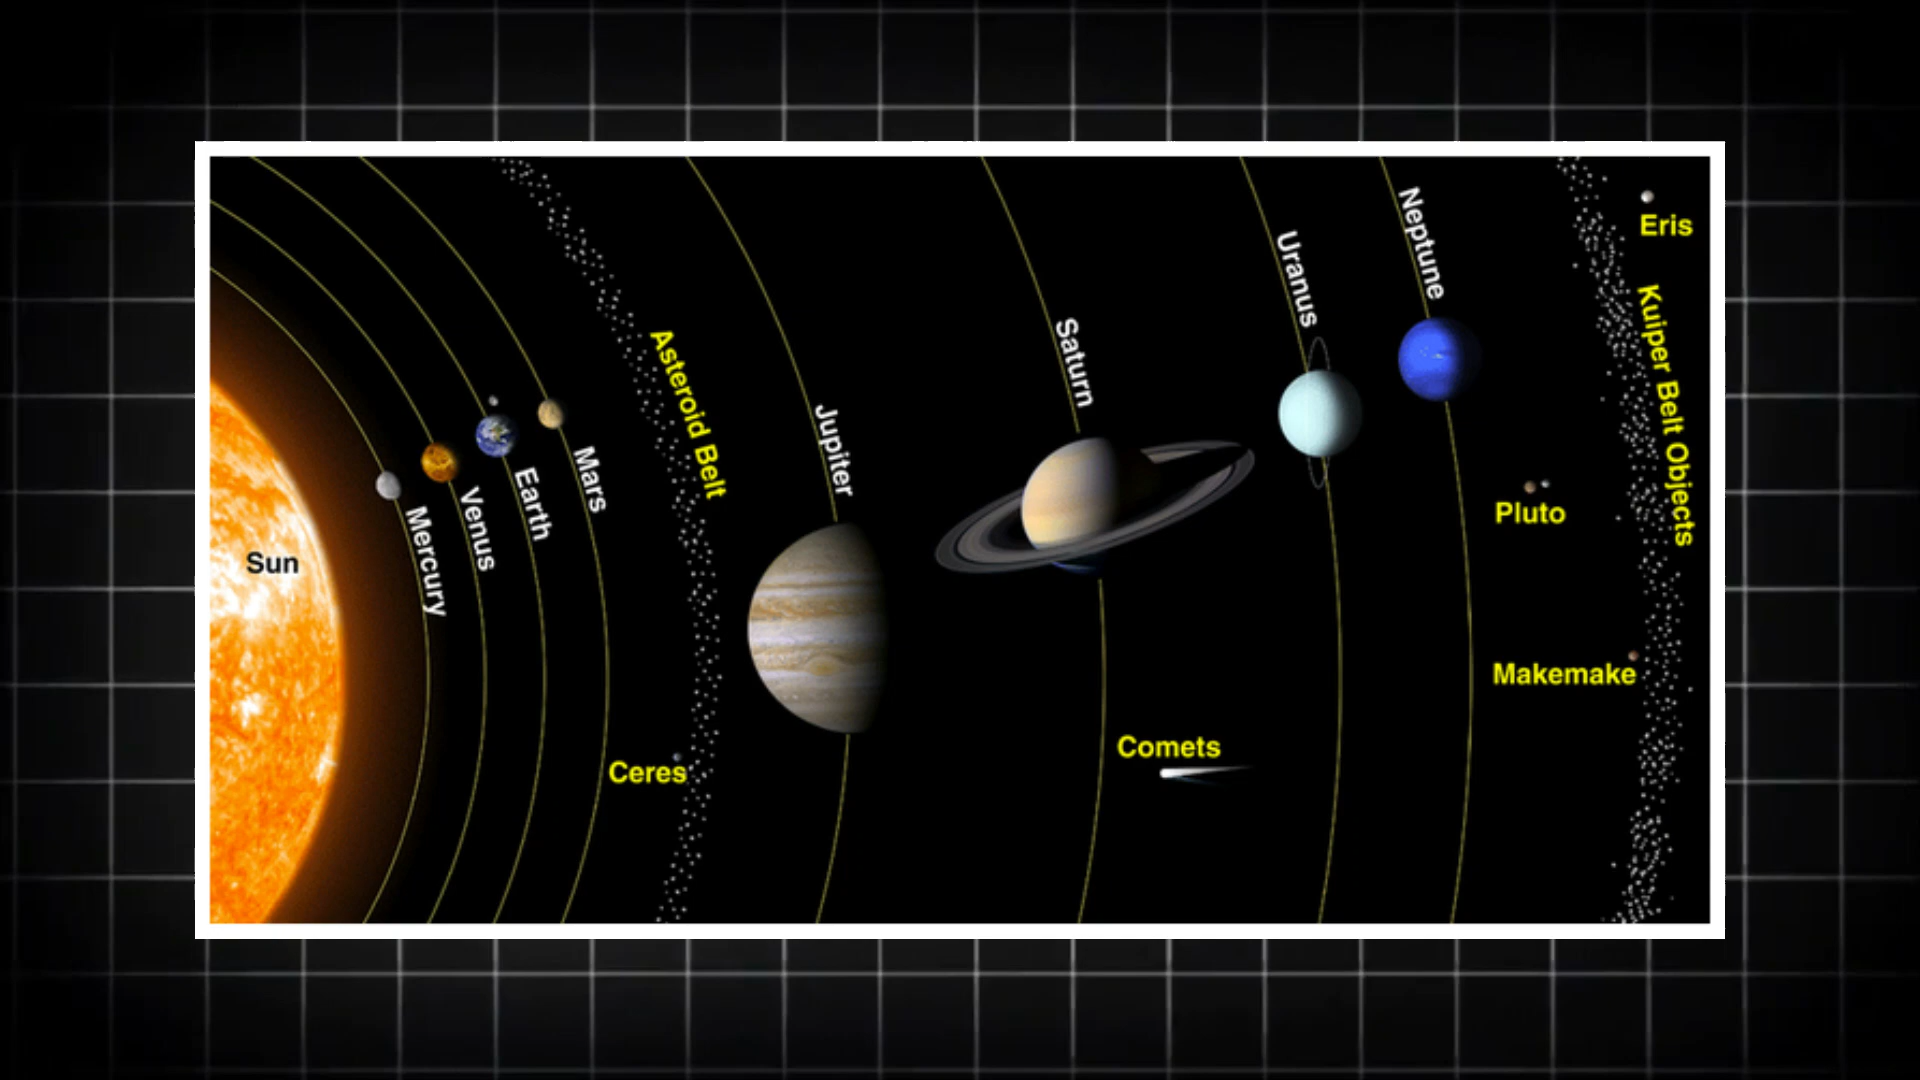 Sun
Mercury
Venus
Earth
Mars
Asteroid Belt
Ceres
Jupiter
Saturn
Comets
Uranus
Neptune
Pluto
Makemake
Eris
Kuiper Belt Objects